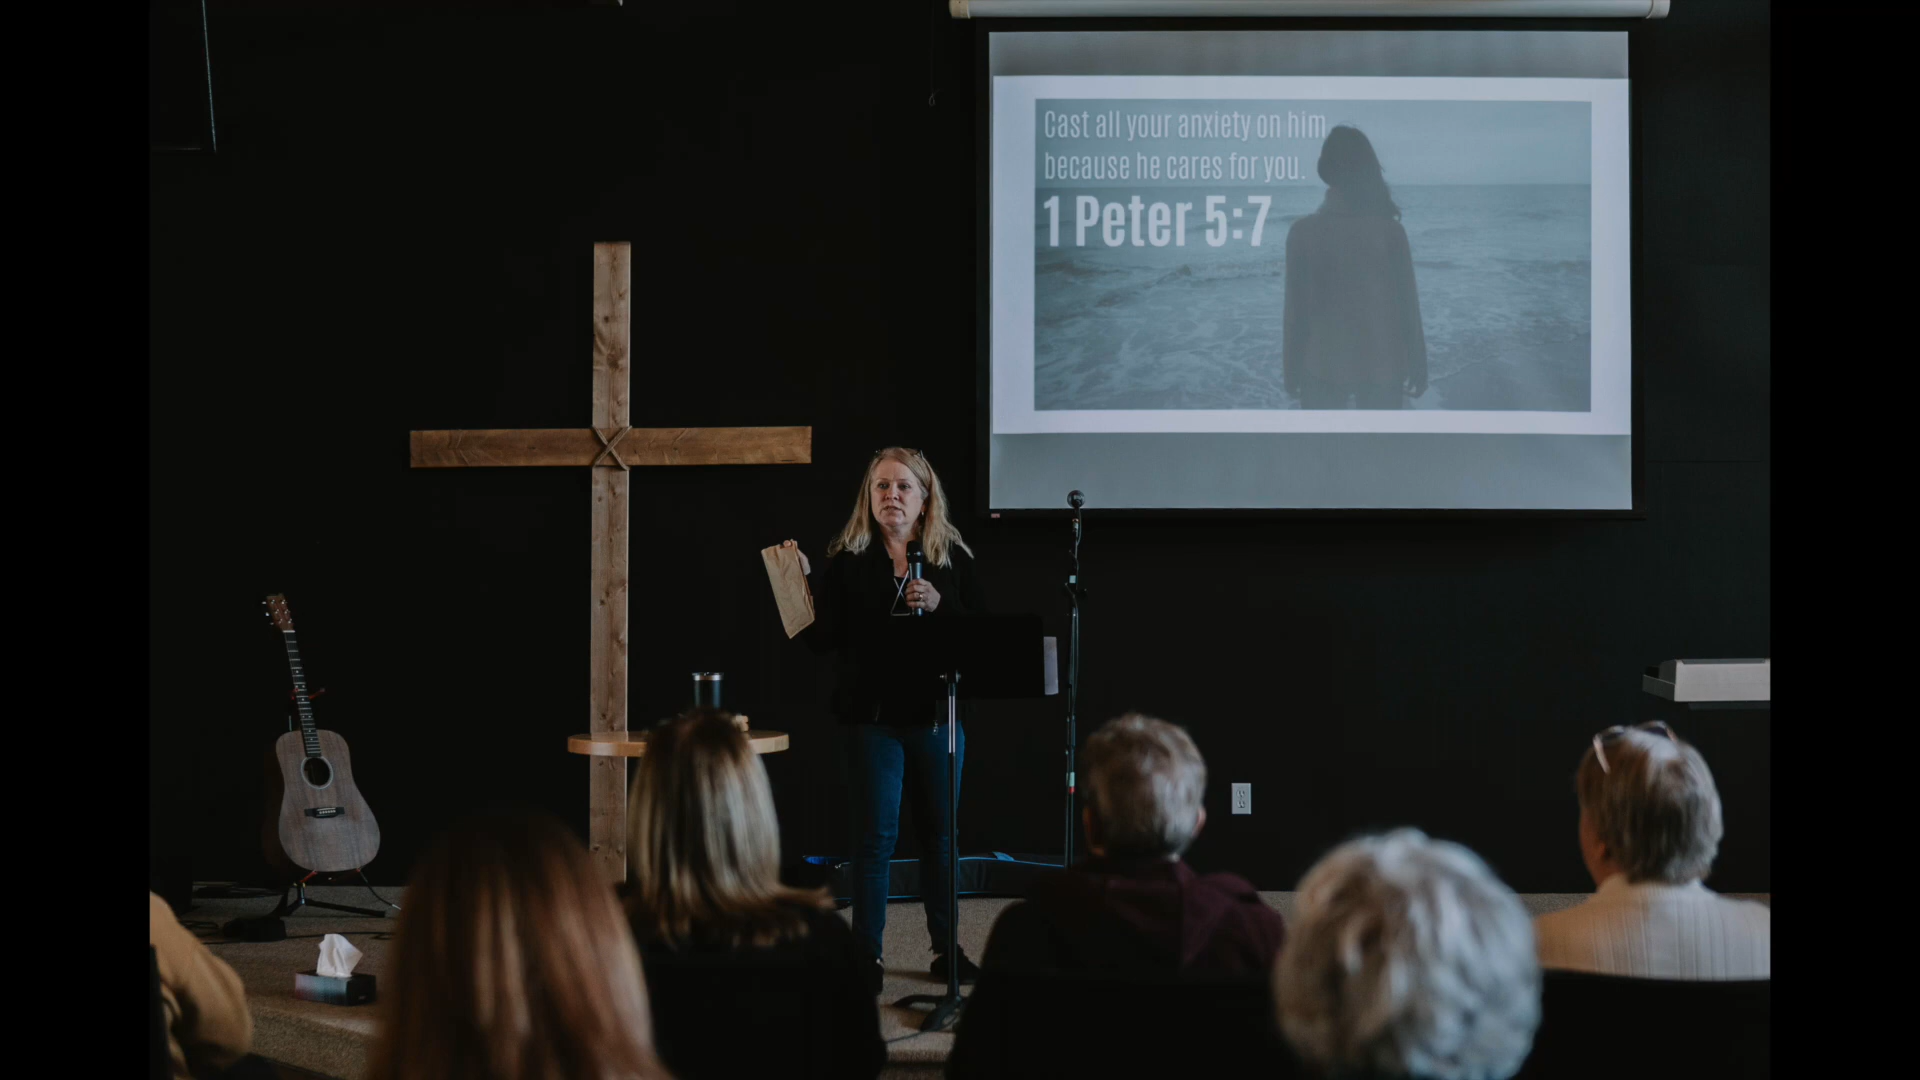 Cast all your anxiety on him
because he cares for you.
1 Peter 5:7